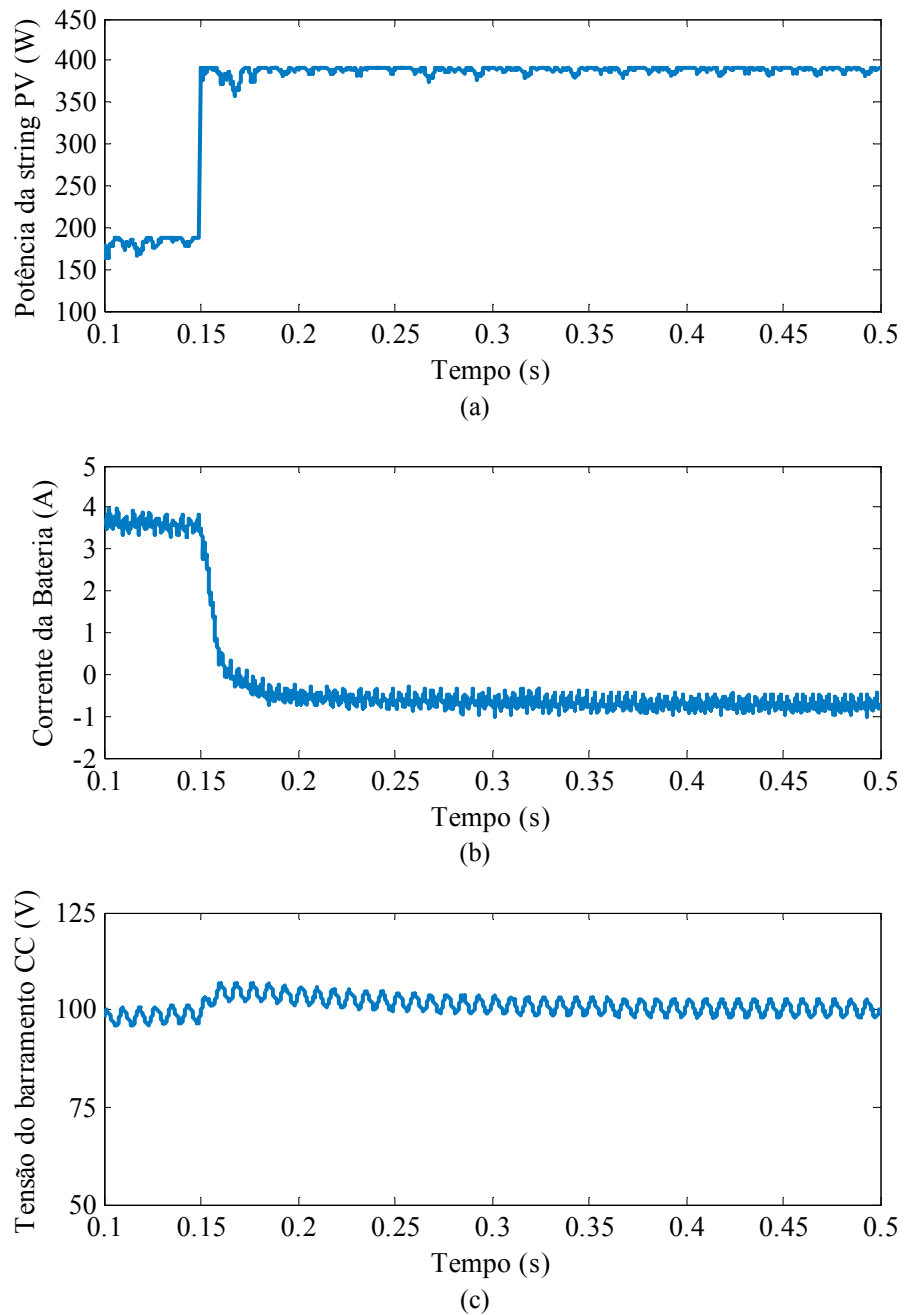 450
400
350
300
250
200
150
100
Potência da string PV (W)
0.1 0.15 0.2 0.25 0.3 0.35 0.4 0.45 0.5
Tempo (s)
(a)
5
4
3
2
1
0
-1
-2
Corrente da Bateria (A)
0.1 0.15 0.2 0.25 0.3 0.35 0.4 0.45 0.5
Tempo (s)
(b)
125
100
75
50
Tensão do barramento CC (V)
0.1 0.15 0.2 0.25 0.3 0.35 0.4 0.45 0.5
Tempo (s)
(c)